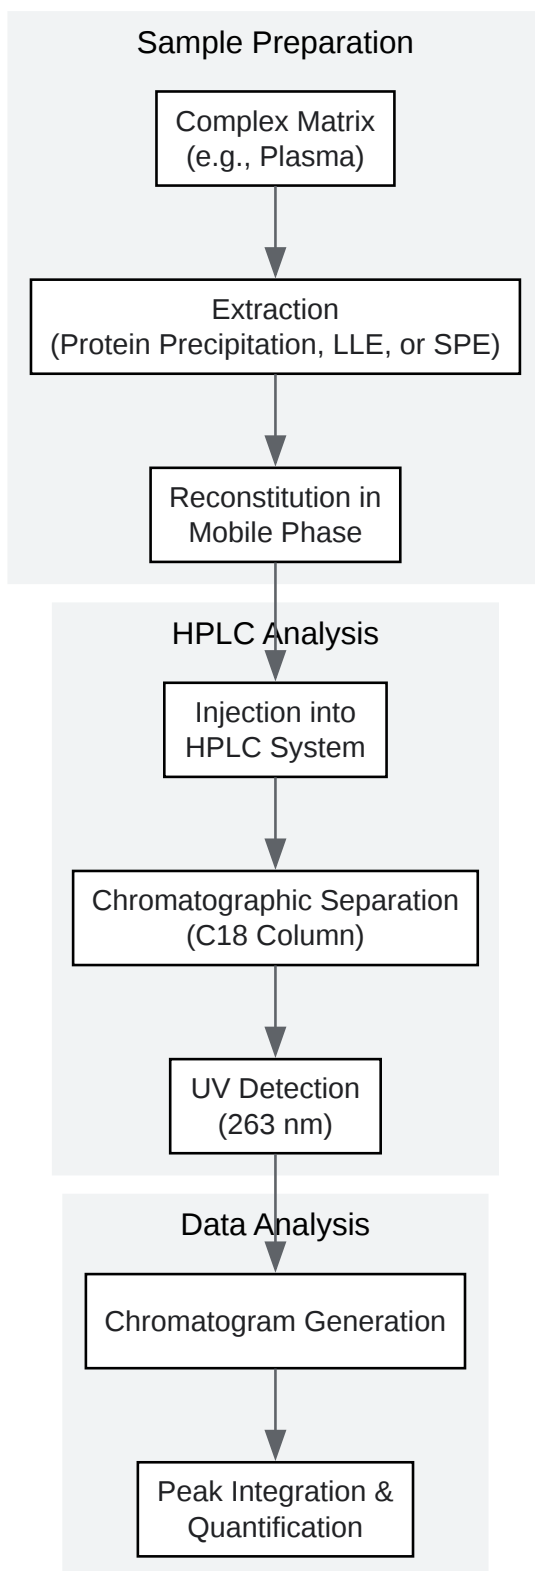 Sample Preparation
Complex Matrix
(e.g., Plasma)
Extraction
(Protein Precipitation, LLE, or SPE)
Reconstitution in
Mobile Phase
HPLC Analysis
Injection into
HPLC System
Chromatographic Separation
(C18 Column)
UV Detection
(263 nm)
Data Analysis
Chromatogram Generation
Peak Integration &
Quantification